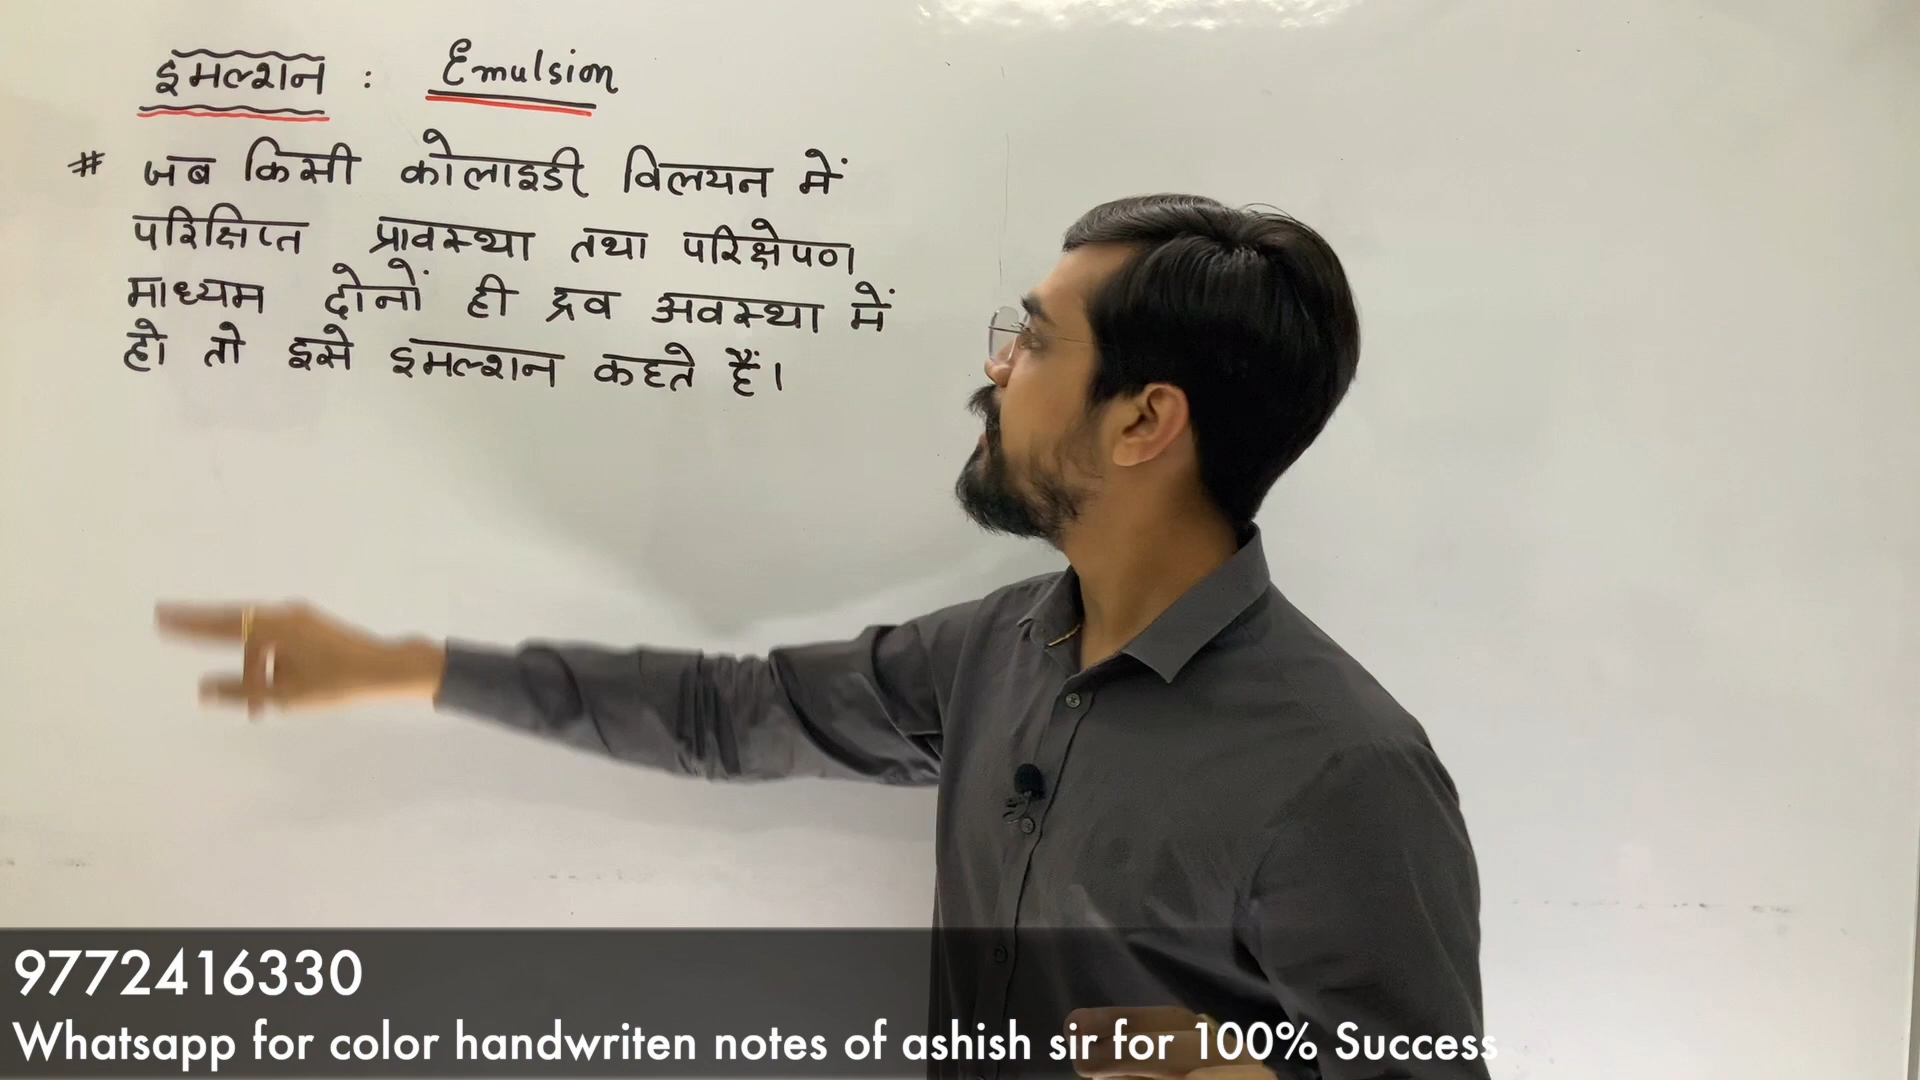 इमल्शन : Emulsion
# जब किसी कोलाइडी विलयन में
परिक्षिप्त प्रावस्था तथा परिक्षेपण
माध्यम दोनों ही द्रव अवस्था में
हो तो इसे इमल्शन कहते हैं।
9772416330
Whatsapp for color handwriten notes of ashish sir for 100% Success